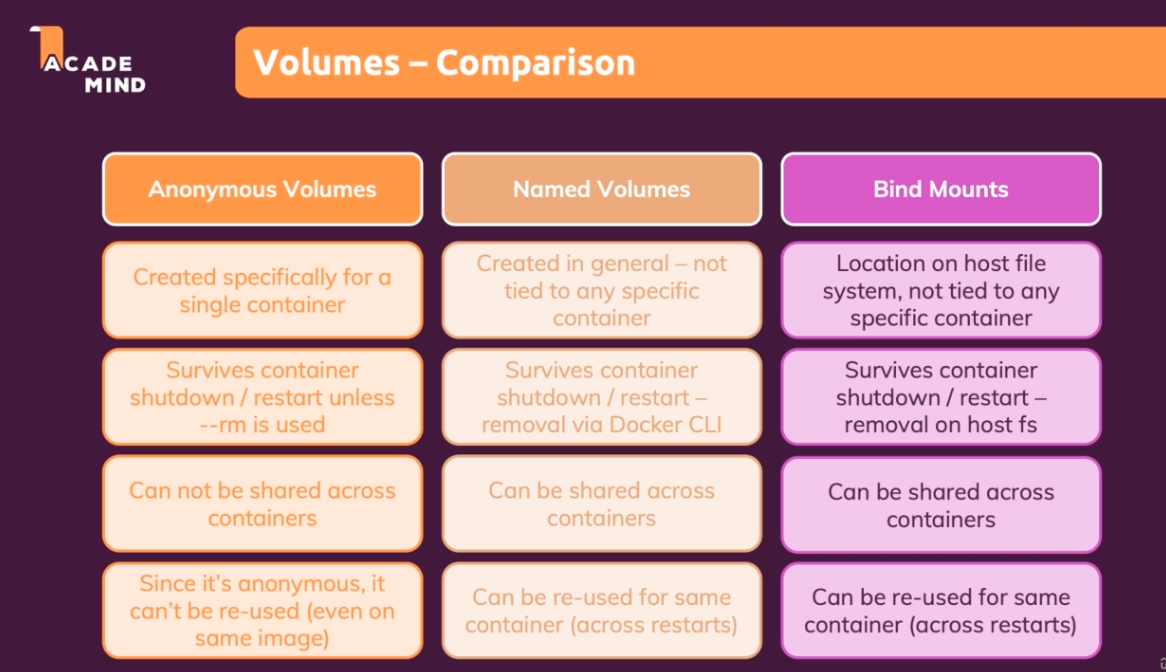 ACADE
MIND
Volumes – Comparison
Anonymous Volumes
Named Volumes
Bind Mounts
Created specifically for a
single container
Created in general – not
tied to any specific
container
Location on host file
system, not tied to any
specific container
Survives container
shutdown / restart unless
--rm is used
Survives container
shutdown / restart –
removal via Docker CLI
Survives container
shutdown / restart –
removal on host fs
Can not be shared across
containers
Can be shared across
containers
Can be shared across
containers
Since it’s anonymous, it
can’t be re-used (even on
same image)
Can be re-used for same
container (across restarts)
Can be re-used for same
container (across restarts)